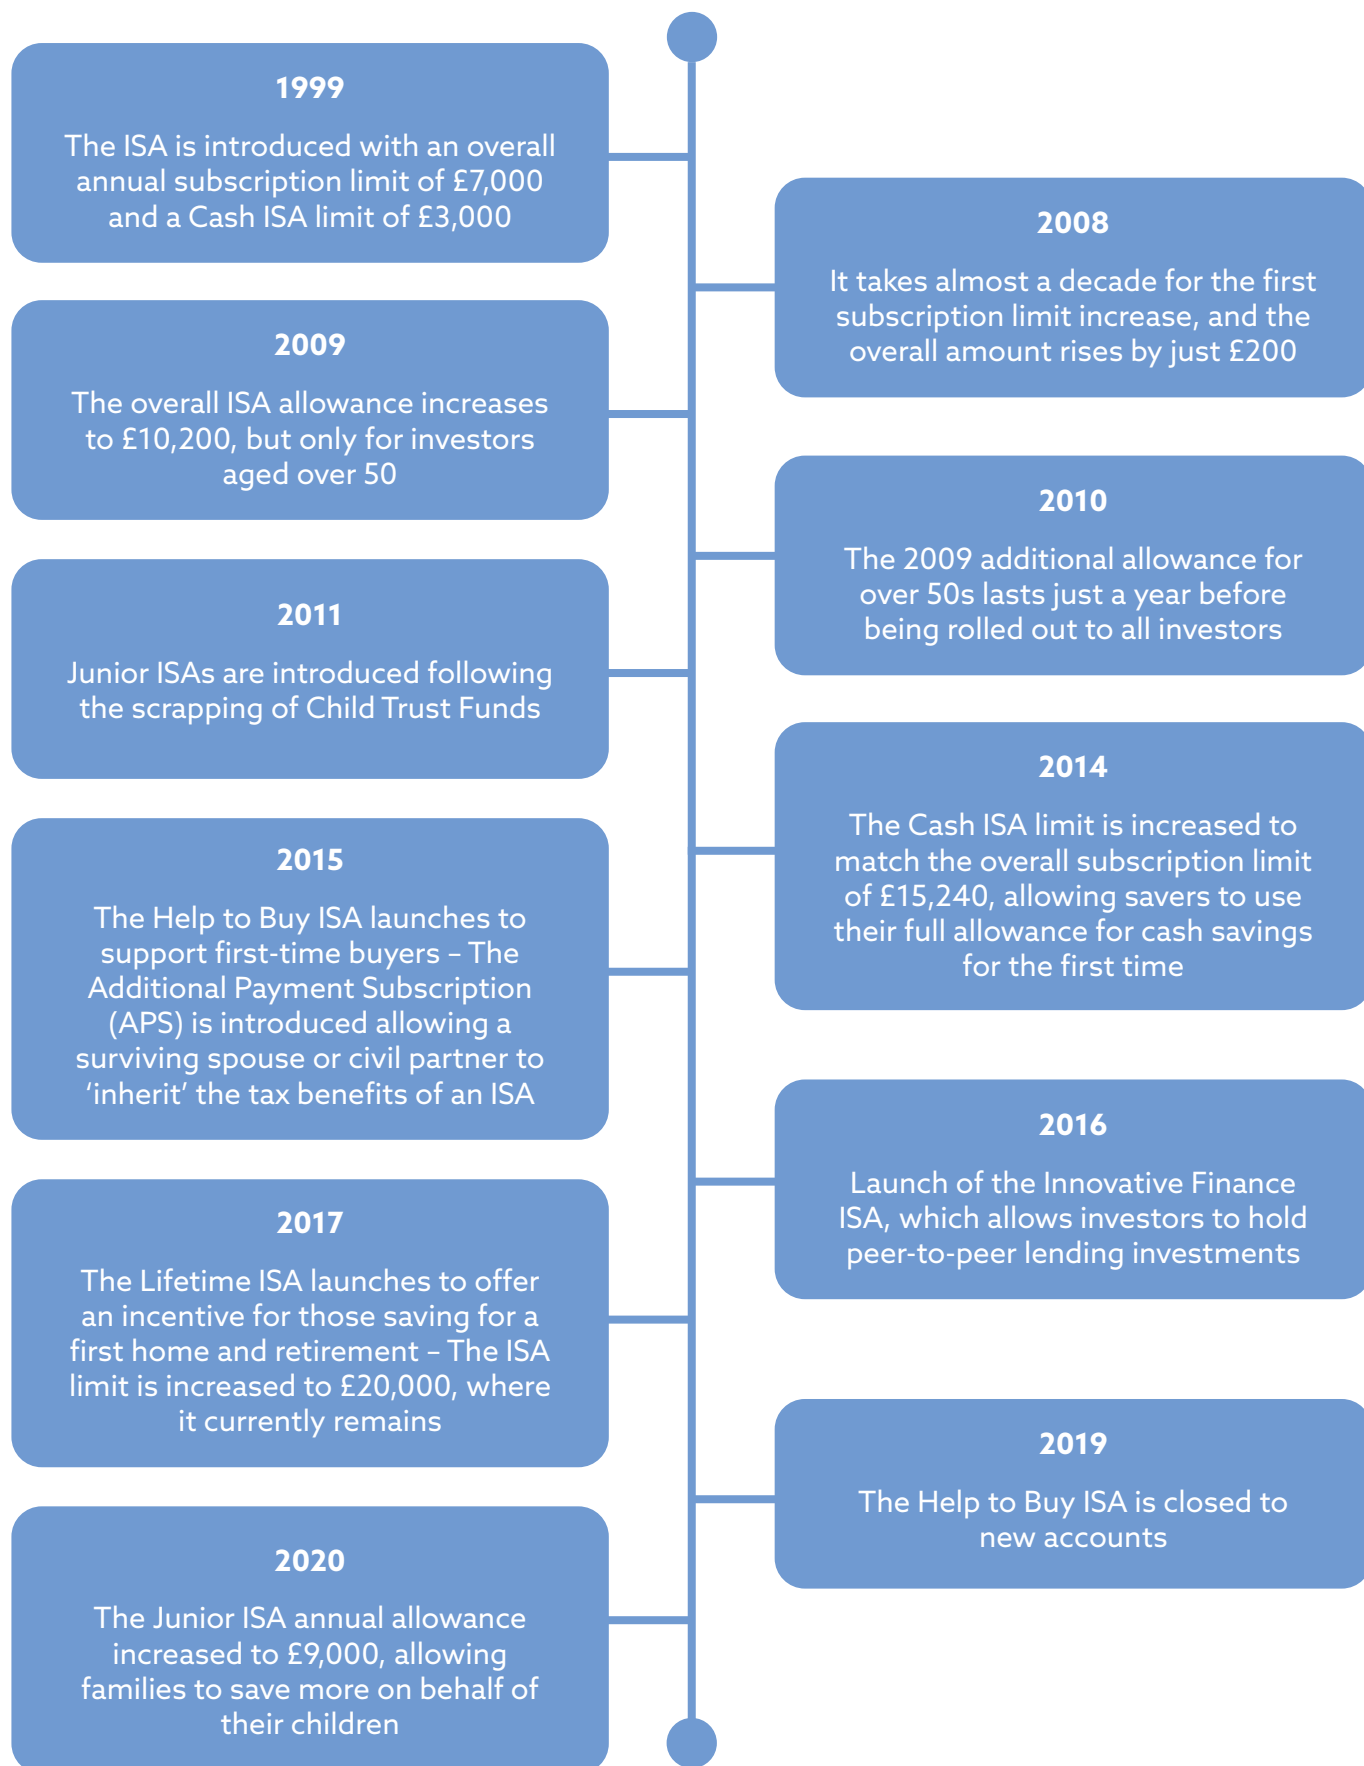 1999
The ISA is introduced with an overall
annual subscription limit of £7,000
and a Cash ISA limit of £3,000
2008
It takes almost a decade for the first
subscription limit increase, and the
overall amount rises by just £200
2009
The overall ISA allowance increases
to £10,200, but only for investors
aged over 50
2010
The 2009 additional allowance for
over 50s lasts just a year before
being rolled out to all investors
2011
Junior ISAs are introduced following
the scrapping of Child Trust Funds
2014
The Cash ISA limit is increased to
match the overall subscription limit
of £15,240, allowing savers to use
their full allowance for cash savings
for the first time
2015
The Help to Buy ISA launches to
support first-time buyers – The
Additional Payment Subscription
(APS) is introduced allowing a
surviving spouse or civil partner to
‘inherit’ the tax benefits of an ISA
2016
Launch of the Innovative Finance
ISA, which allows investors to hold
peer-to-peer lending investments
2017
The Lifetime ISA launches to offer
an incentive for those saving for a
first home and retirement – The ISA
limit is increased to £20,000, where
it currently remains
2019
The Help to Buy ISA is closed to
new accounts
2020
The Junior ISA annual allowance
increased to £9,000, allowing
families to save more on behalf of
their children